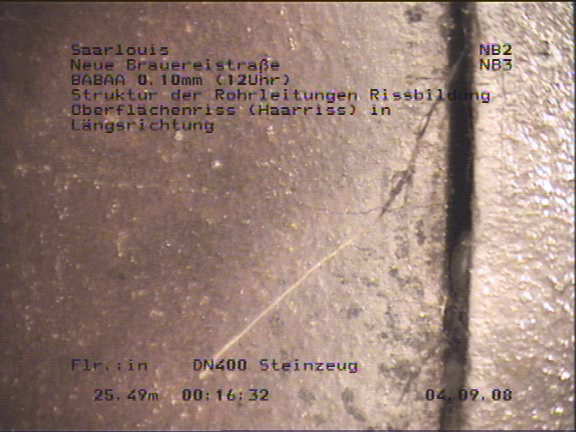 Saarlouis NB2
Neue Brauereistraße NB3
BABAA 0.10mm (12Uhr)
Struktur der Rohrleitungen Rissbildung
Oberflächenriss (Haarriss) in
Längsrichtung
Flr.:in DN400 Steinzeug
25.49m 00:16:32 04.09.08